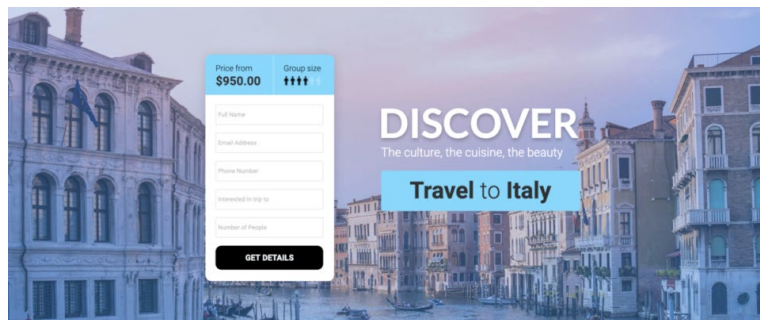 Price from
$950.00
Group size
Full Name
Email Address
Phone Number
Interested in trip to
Number of People
GET DETAILS
DISCOVER
The culture, the cuisine, the beauty
Travel to Italy